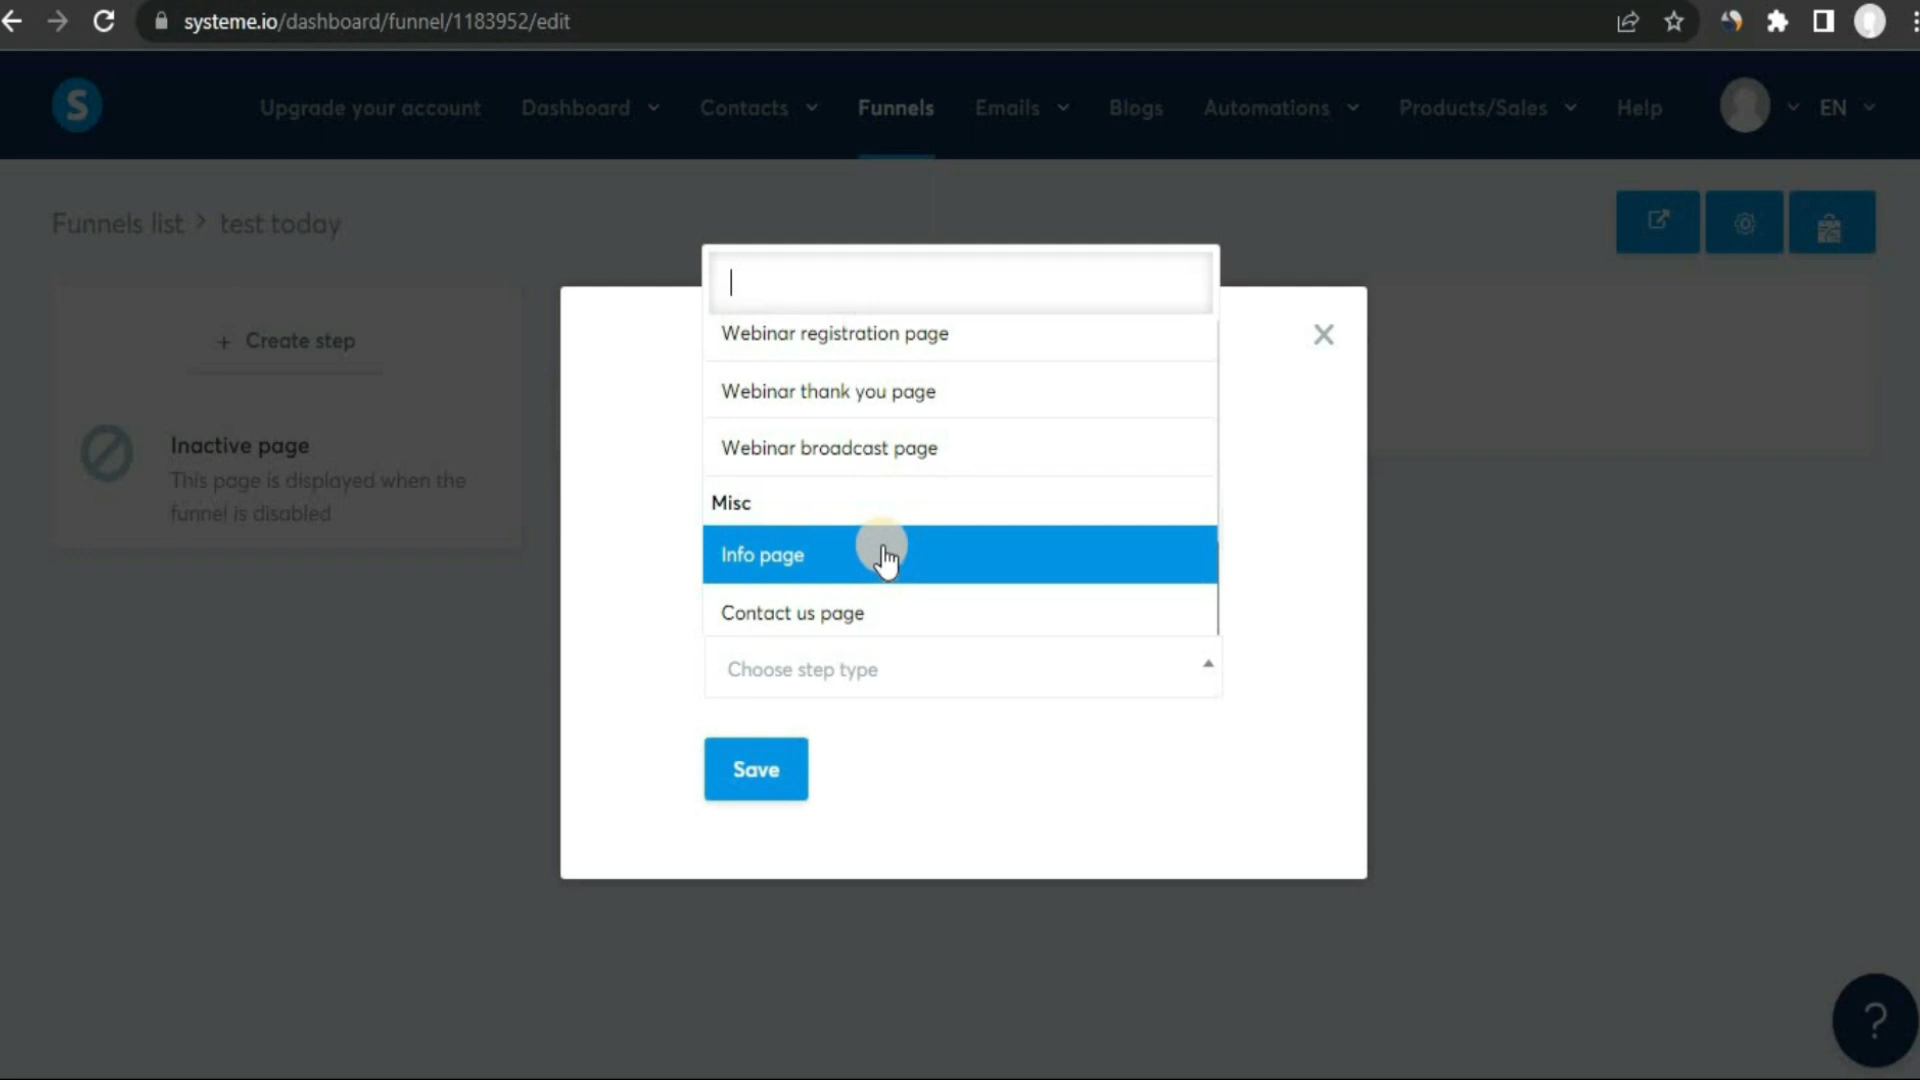 systeme.io/dashboard/funnel/1183952/edit
S
Upgrade your account Dashboard Contacts Funnels Emails Blogs Automations Products/Sales Help EN
Funnels list > test today
+ Create step
Inactive page
This page is displayed when the
funnel is disabled
Webinar registration page
Webinar thank you page
Webinar broadcast page
Misc
Info page
Contact us page
Choose step type
Save
?